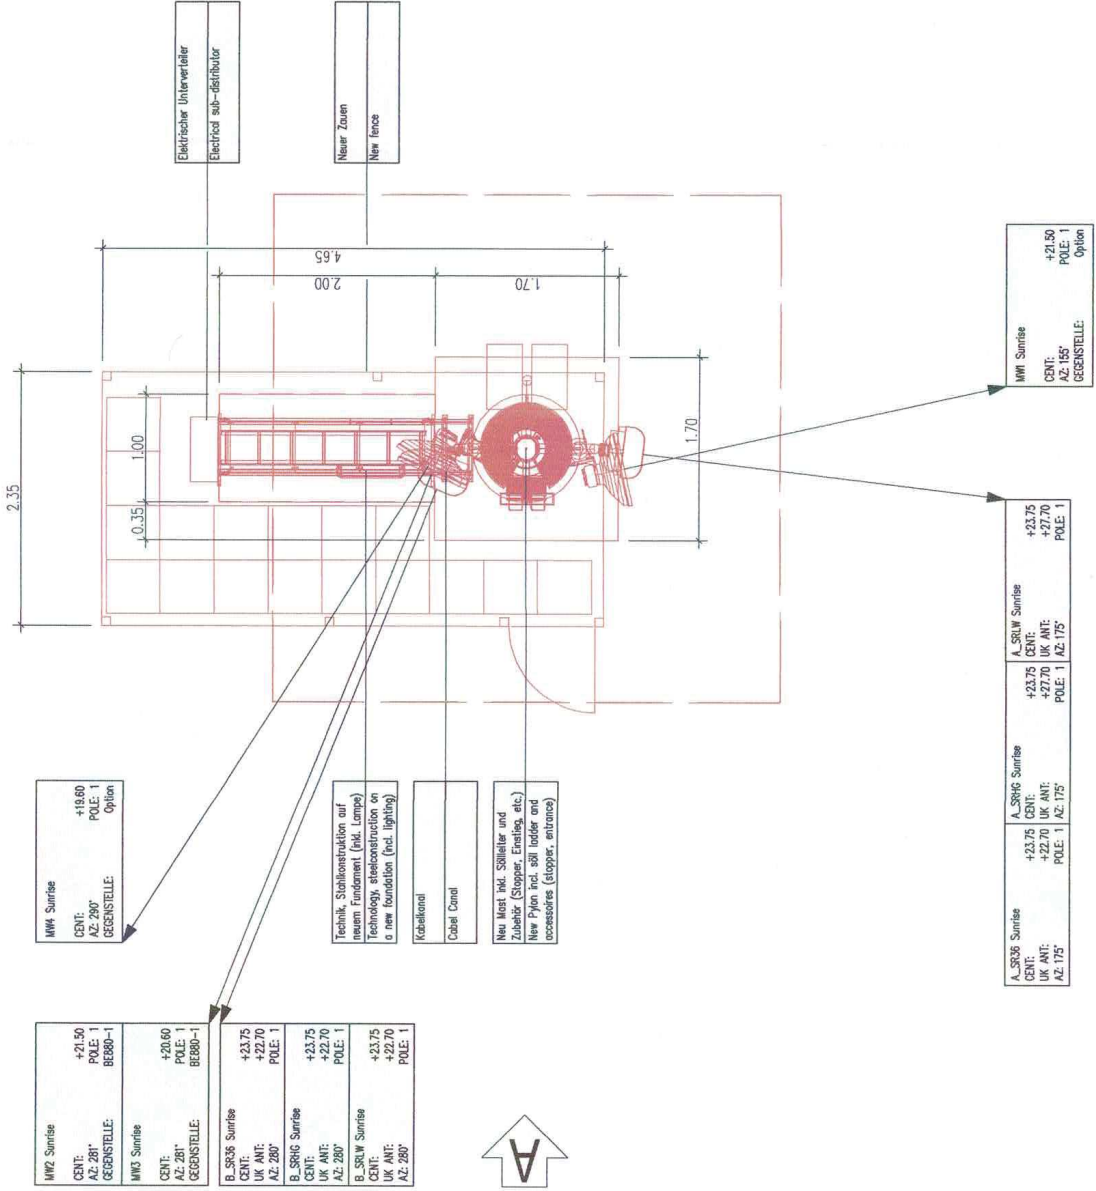 Elektrischer Unterverteiler
Electrical sub-distributor
Neuer Zauen
New fence
4.65
2.00
1.70
2.35
1.00
0.35
1.70
MW1 Sunrise
CENT: +21.50
AZ: 155° POLE: 1
GEGENSTELLE: Option
MW4 Sunrise
CENT: +19.60
AZ: 290° POLE: 1
GEGENSTELLE: Option
Technik, Stahlkonstruktion auf
neuem Fundament (inkl. Lampe)
Technology, steelconstruction on
a new foundation (incl. lighting)
Kabelkanal
Cabel Canal
Neu Mast inkl. Söllleiter und
Zubehör (Stopper, Einstieg, etc.)
New Pylon incl. söll ladder and
accessoires (stopper, entrance)
A_SR36 Sunrise
CENT: +23.75
UK ANT: +22.70
AZ: 175° POLE: 1
A_SRHG Sunrise
CENT: +23.75
UK ANT: +27.70
AZ: 175° POLE: 1
A_SRLW Sunrise
CENT: +23.75
UK ANT: +27.70
AZ: 175° POLE: 1
MW2 Sunrise
CENT: +21.50
AZ: 281° POLE: 1
GEGENSTELLE: BE880-1
MW3 Sunrise
CENT: +20.60
AZ: 281° POLE: 1
GEGENSTELLE: BE880-1
B_SR36 Sunrise
CENT: +23.75
UK ANT: +22.70
AZ: 280° POLE: 1
B_SRHG Sunrise
CENT: +23.75
UK ANT: +22.70
AZ: 280° POLE: 1
B_SRLW Sunrise
CENT: +23.75
UK ANT: +22.70
AZ: 280° POLE: 1
A